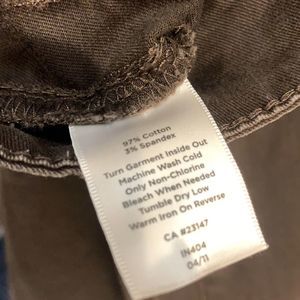 97% Cotton
3% Spandex
Turn Garment Inside Out
Machine Wash Cold
Only Non-Chlorine
Bleach When Needed
Tumble Dry Low
Warm Iron On Reverse
CA #23147
IN404
04/11